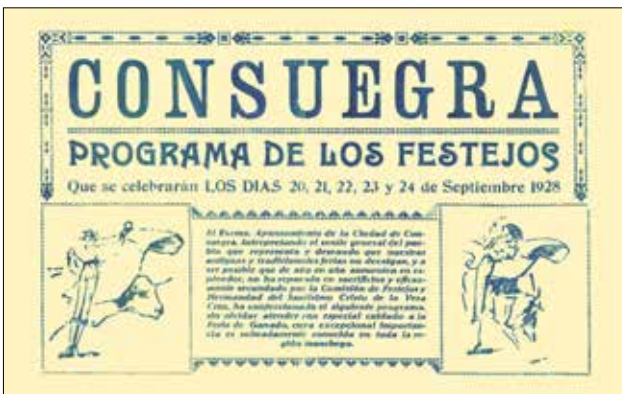 CONSUEGRA
PROGRAMA DE LOS FESTEJOS
Que se celebrarán LOS DIAS 20, 21, 22, 23 y 24 de Septiembre 1928
El Excmo. Ayuntamiento de la Ciudad de Con-
suegra, interpretando el sentir general del pue-
blo que representa y deseando que nuestras
antiguas y tradicionales ferias no decaigan, y a
ser posible que de año en año aumenten en es-
plendor, no ha reparado en sacrificios y eficaz-
mente secundado por la Comisión de Festejos y
Hermandad del Santísimo Cristo de la Vera
Cruz, ha confeccionado el siguiente programa,
sin olvidar atender con especial cuidado a la
Feria de Ganado, cuya excepcional importan-
cia es sobradamente conocida en toda la re-
gión manchega.